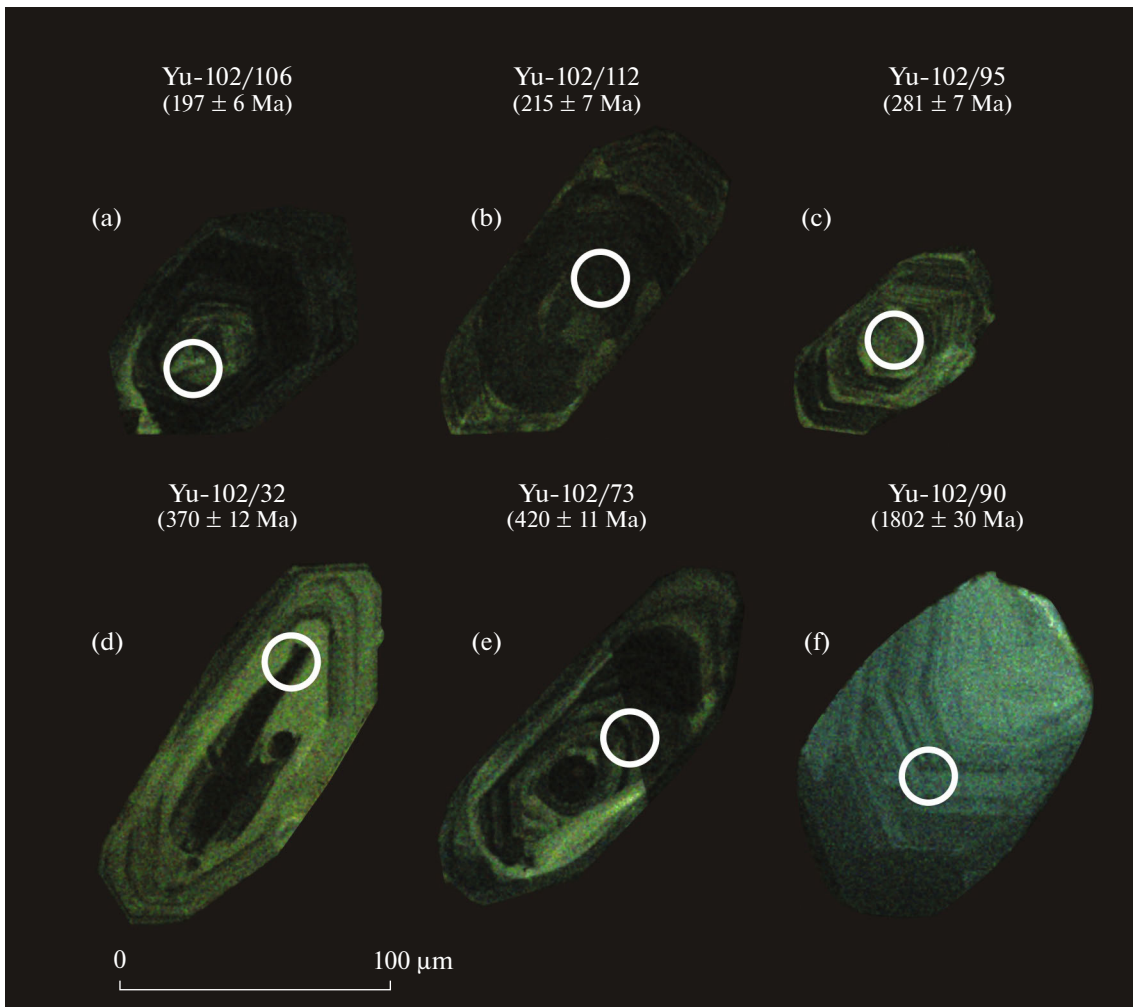 Yu-102/106
(197 ± 6 Ma)
Yu-102/112
(215 ± 7 Ma)
Yu-102/95
(281 ± 7 Ma)
(a)
(b)
(c)
Yu-102/32
(370 ± 12 Ma)
Yu-102/73
(420 ± 11 Ma)
Yu-102/90
(1802 ± 30 Ma)
(d)
(e)
(f)
0
100 μm